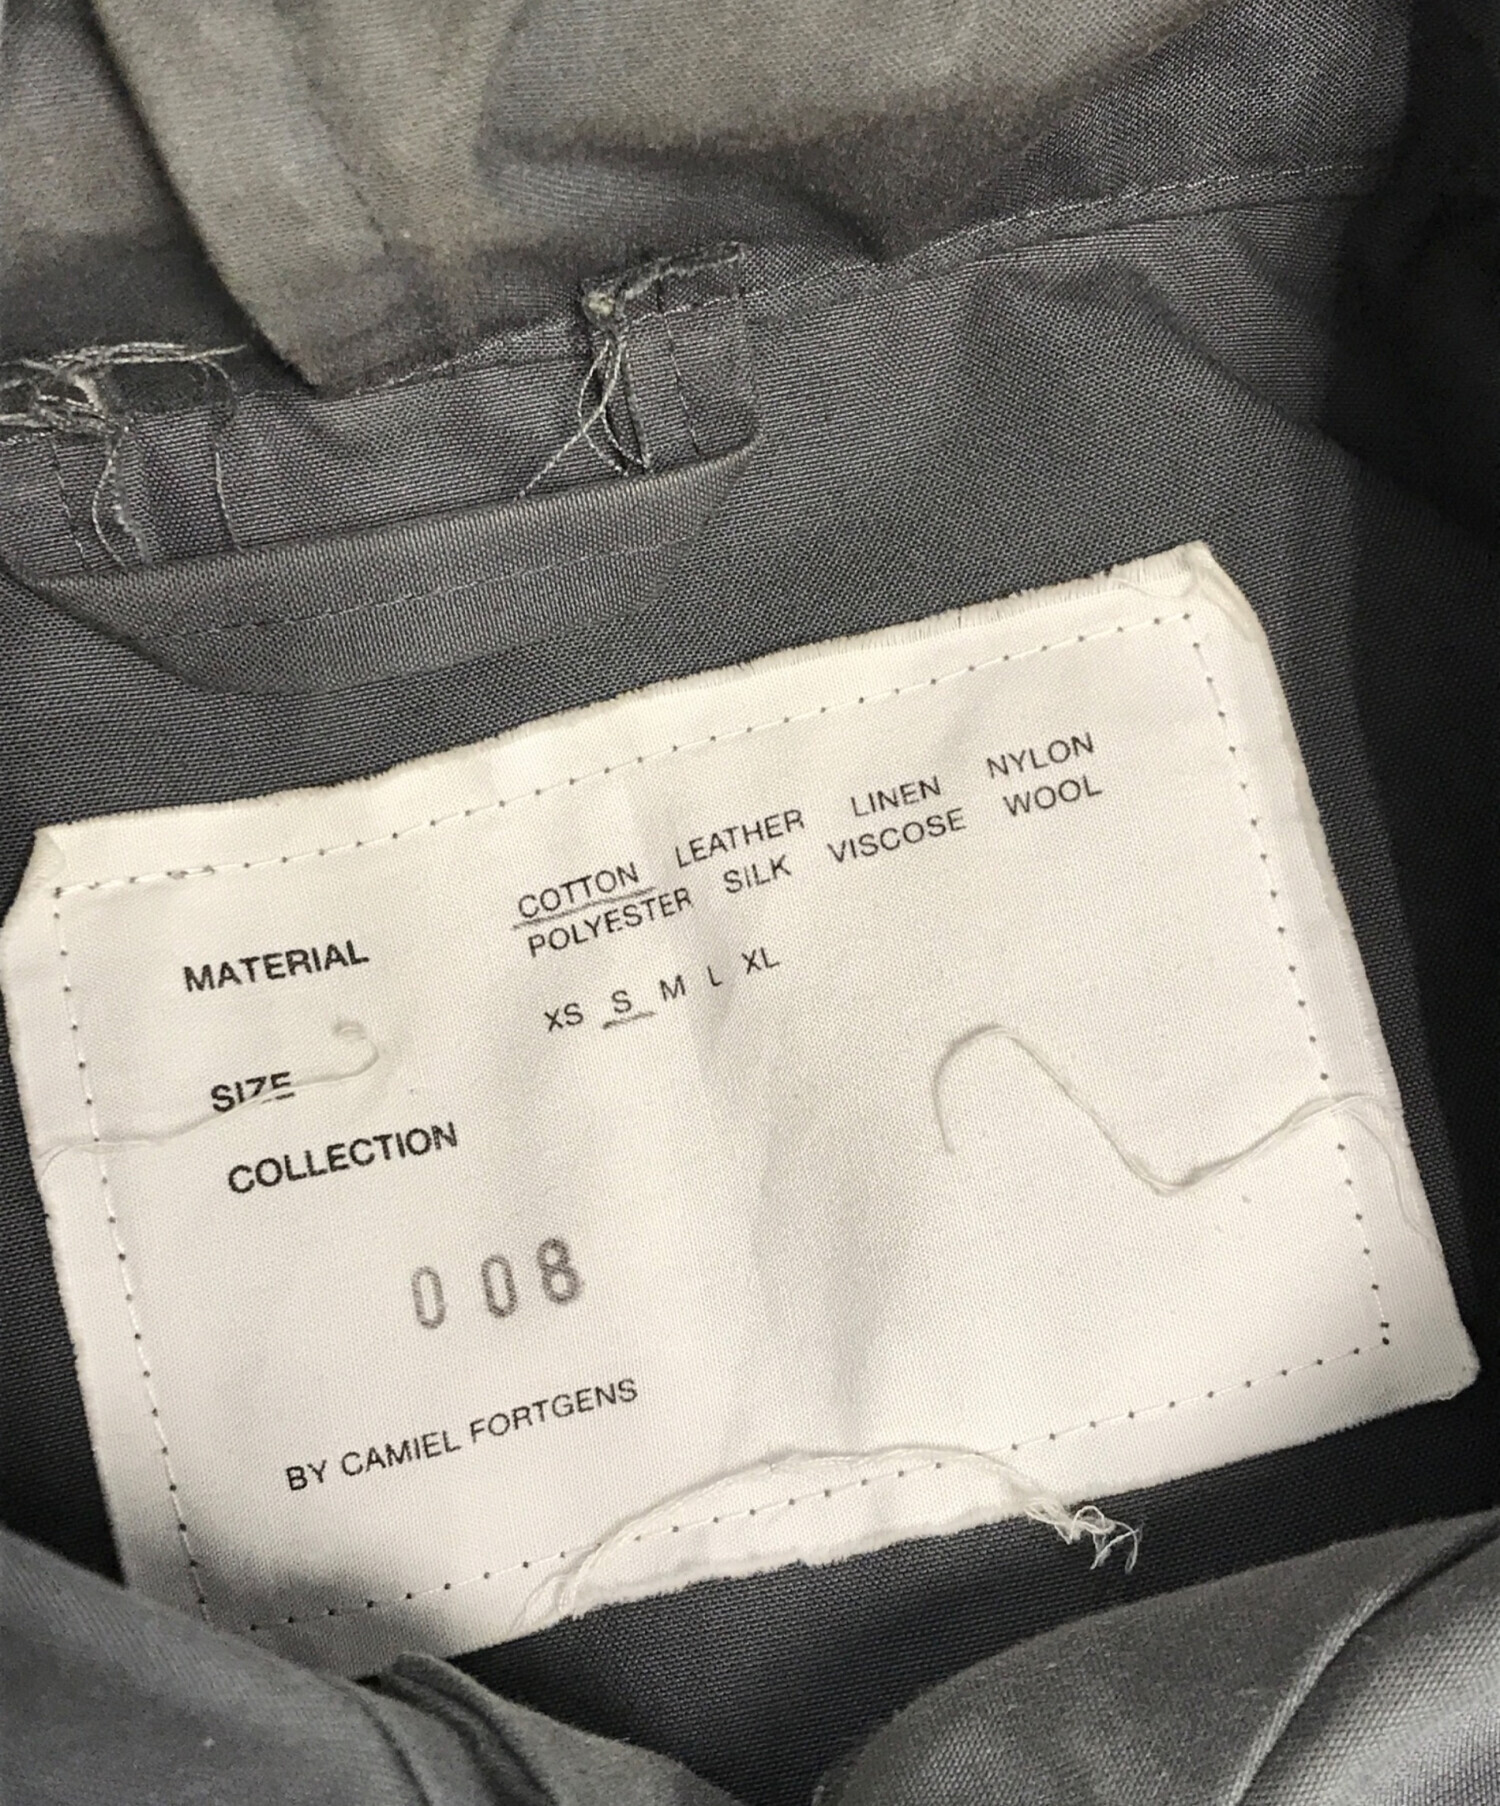 MATERIAL COTTON LEATHER LINEN NYLON
POLYESTER SILK VISCOSE WOOL
SIZE XS S M L XL
COLLECTION
008
BY CAMIEL FORTGENS